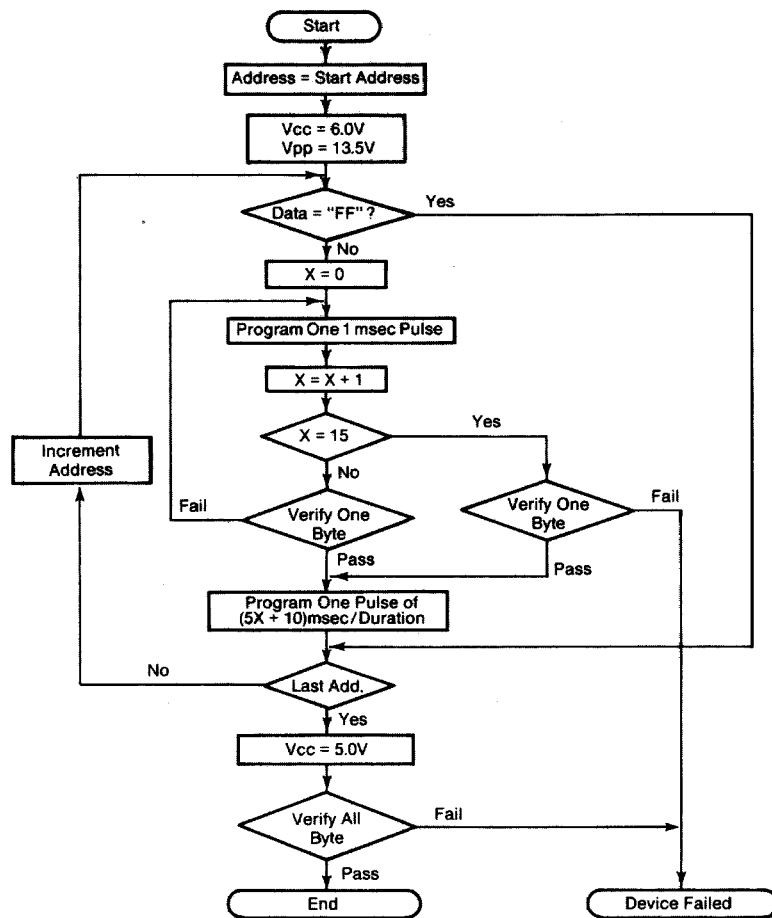 Start
Address = Start Address
Vcc = 6.0V
Vpp = 13.5V
Data = "FF" ?
Yes
No
X = 0
Program One 1 msec Pulse
X = X + 1
X = 15
Yes
No
Increment
Address
Fail
Verify One
Byte
Verify One
Byte
Fail
Pass
Pass
Program One Pulse of
(5X + 10)msec/Duration
No
Last Add.
Yes
Vcc = 5.0V
Verify All
Byte
Fail
Pass
End
Device Failed